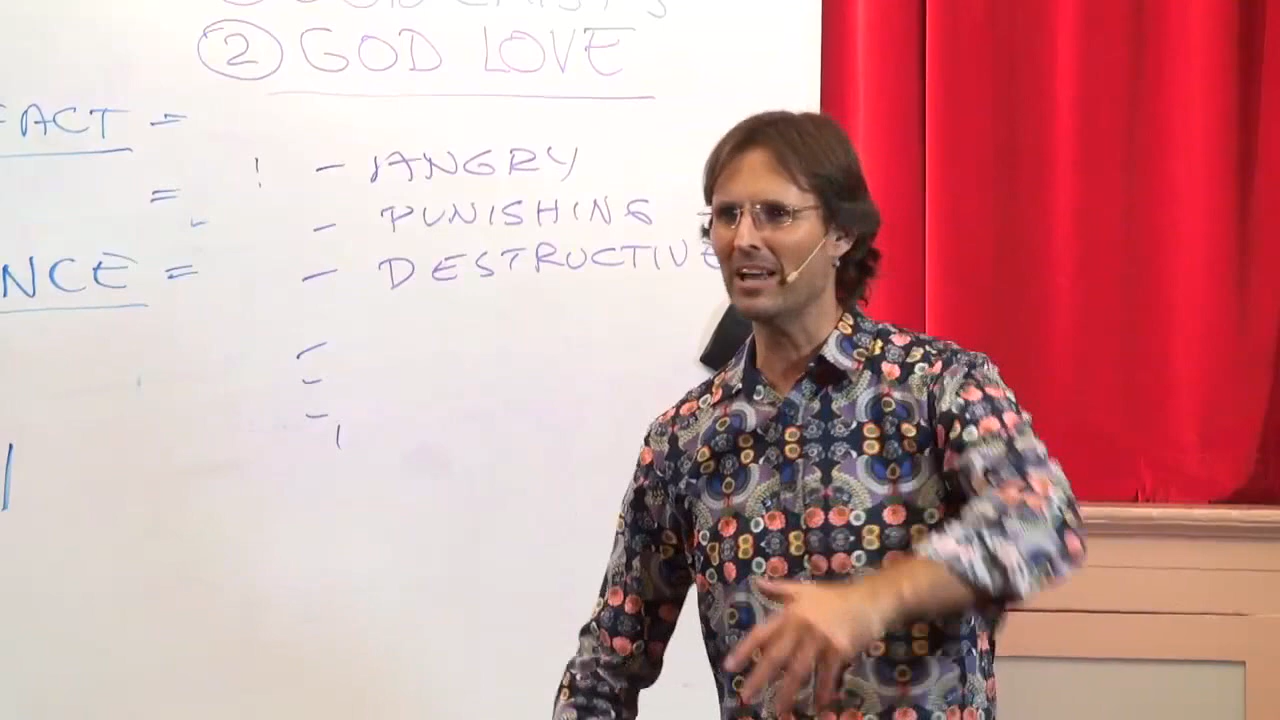 ② GOD LOVE
FACT =
- ANGRY
=
- PUNISHING
- DESTRUCTIVE
NCE =